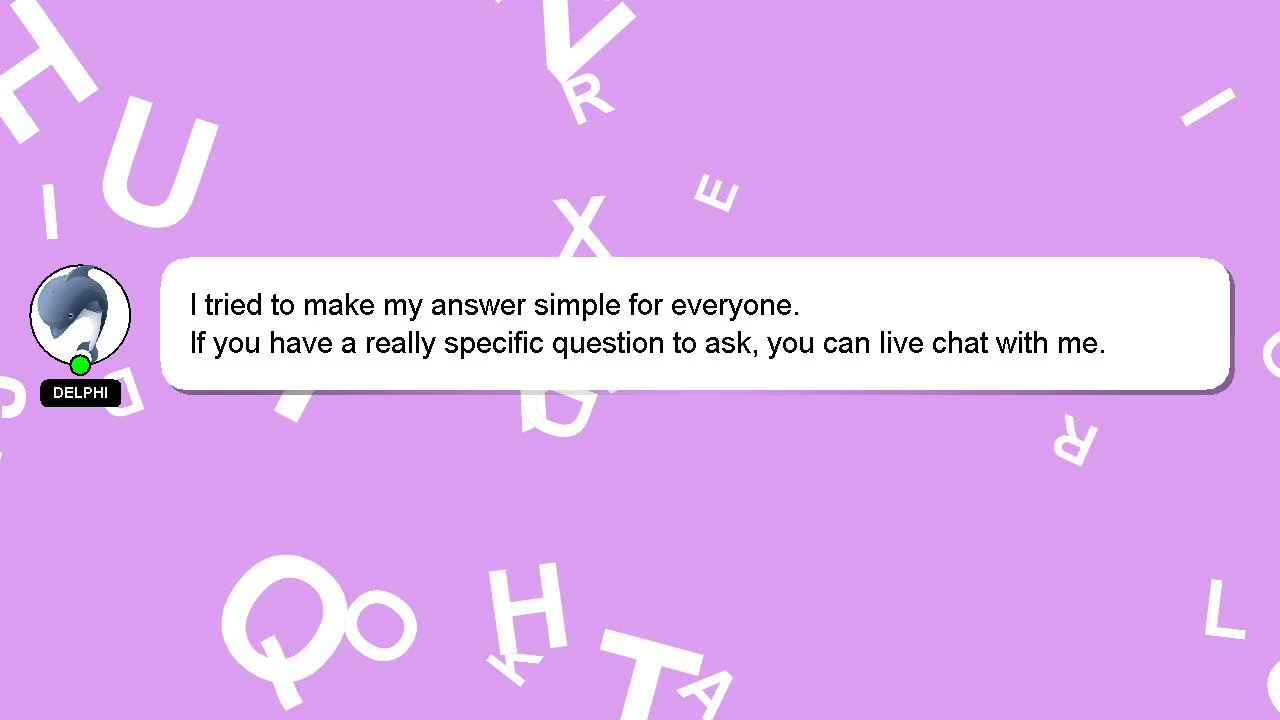 H
U
I
V
R
E
X
I
I tried to make my answer simple for everyone.
If you have a really specific question to ask, you can live chat with me.
DELPHI
D
R
Q
O
H
K
T
A
L